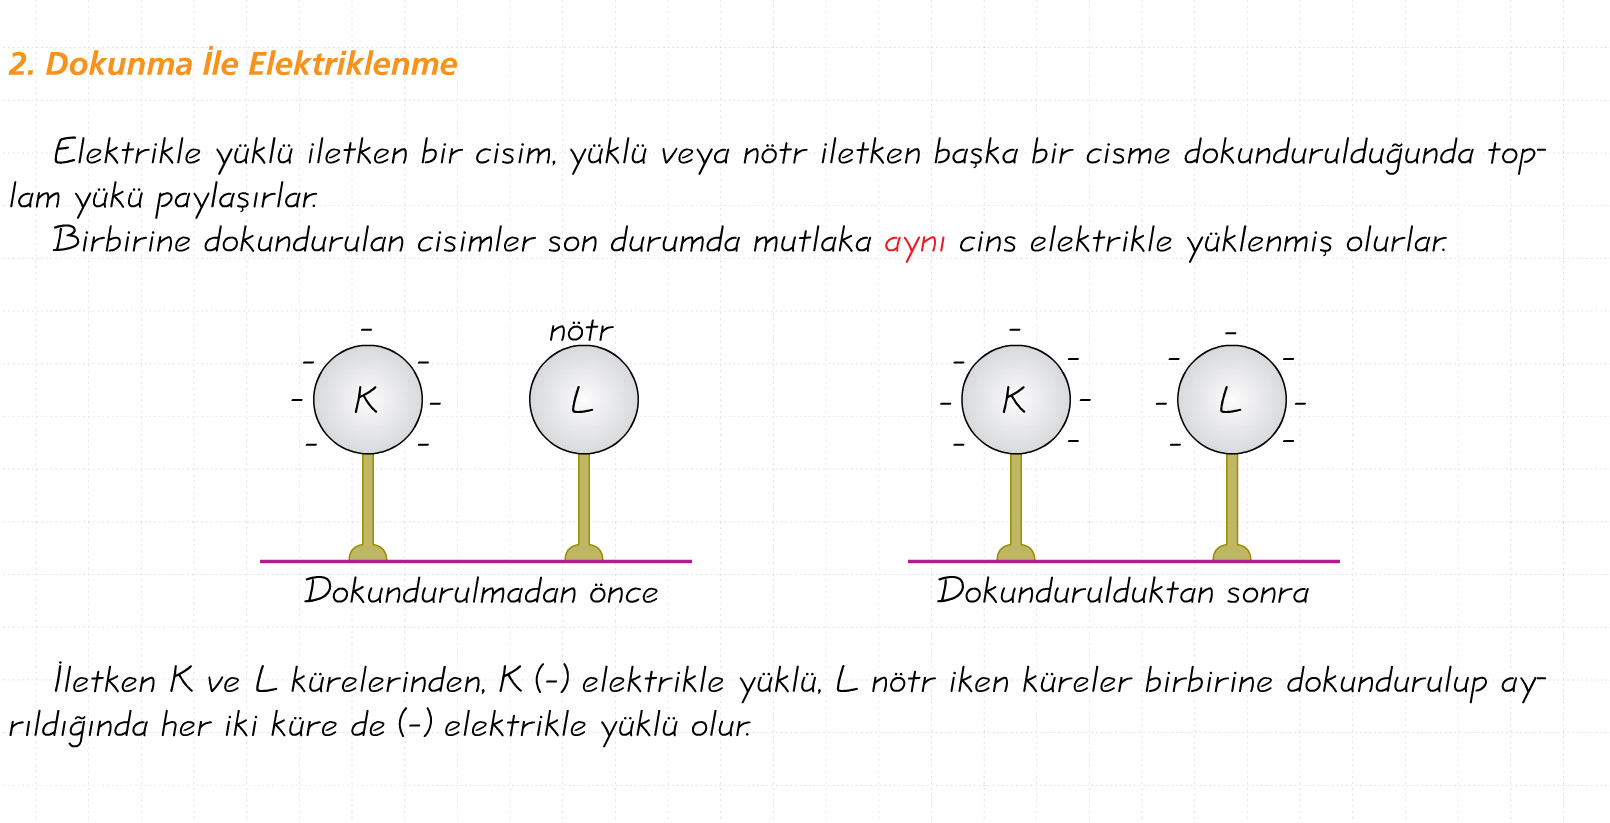 2. Dokunma İle Elektriklenme
Elektrikle yüklü iletken bir cisim, yüklü veya nötr iletken başka bir cisme dokundurulduğunda top-
lam yükü paylaşırlar.
Birbirine dokundurulan cisimler son durumda mutlaka aynı cins elektrikle yüklenmiş olurlar.
- nötr - -
- - - - - -
K L K L
- - - - - -
- - - - - -
Dokundurulmadan önce Dokundurulduktan sonra
İletken K ve L kürelerinden, K (-) elektrikle yüklü, L nötr iken küreler birbirine dokundurulup ay-
rıldığında her iki küre de (-) elektrikle yüklü olur.